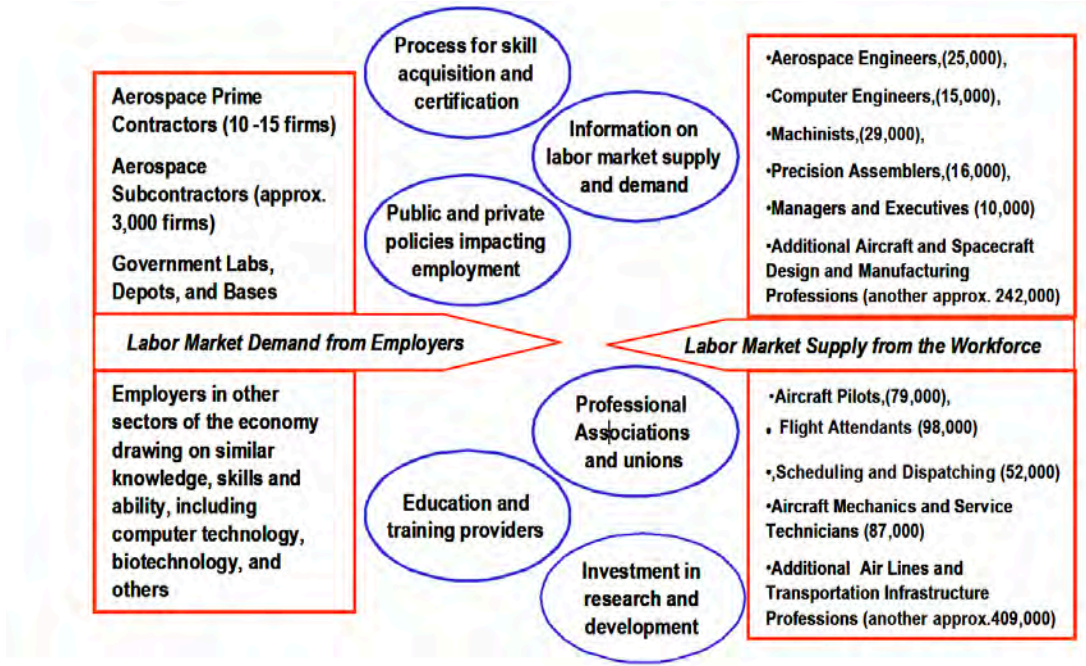 Aerospace Prime
Contractors (10 -15 firms)
Aerospace
Subcontractors (approx.
3,000 firms)
Government Labs,
Depots, and Bases
Labor Market Demand from Employers
Employers in other
sectors of the economy
drawing on similar
knowledge, skills and
ability, including
computer technology,
biotechnology, and
others
Process for skill
acquisition and
certification
Information on
labor market supply
and demand
Public and private
policies impacting
employment
Professional
Associations
and unions
Education and
training providers
Investment in
research and
development
•Aerospace Engineers,(25,000),
•Computer Engineers,(15,000),
•Machinists,(29,000),
•Precision Assemblers,(16,000),
•Managers and Executives (10,000)
•Additional Aircraft and Spacecraft
Design and Manufacturing
Professions (another approx. 242,000)
Labor Market Supply from the Workforce
•Aircraft Pilots,(79,000),
• Flight Attendants (98,000)
•,Scheduling and Dispatching (52,000)
•Aircraft Mechanics and Service
Technicians (87,000)
•Additional Air Lines and
Transportation Infrastructure
Professions (another approx.409,000)